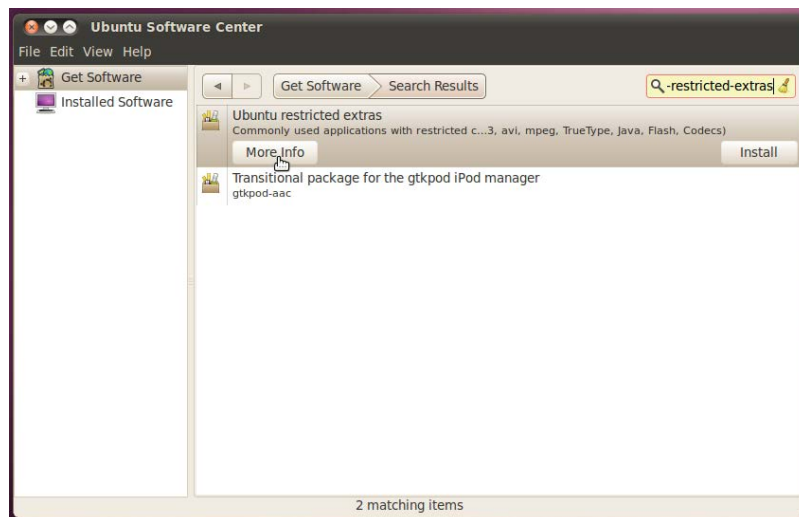 Ubuntu Software Center
File Edit View Help
Get Software
Installed Software
Get Software Search Results
-restricted-extras
Ubuntu restricted extras
Commonly used applications with restricted c...3, avi, mpeg, TrueType, Java, Flash, Codecs)
More Info
Install
Transitional package for the gtkpod iPod manager
gtkpod-aac
2 matching items